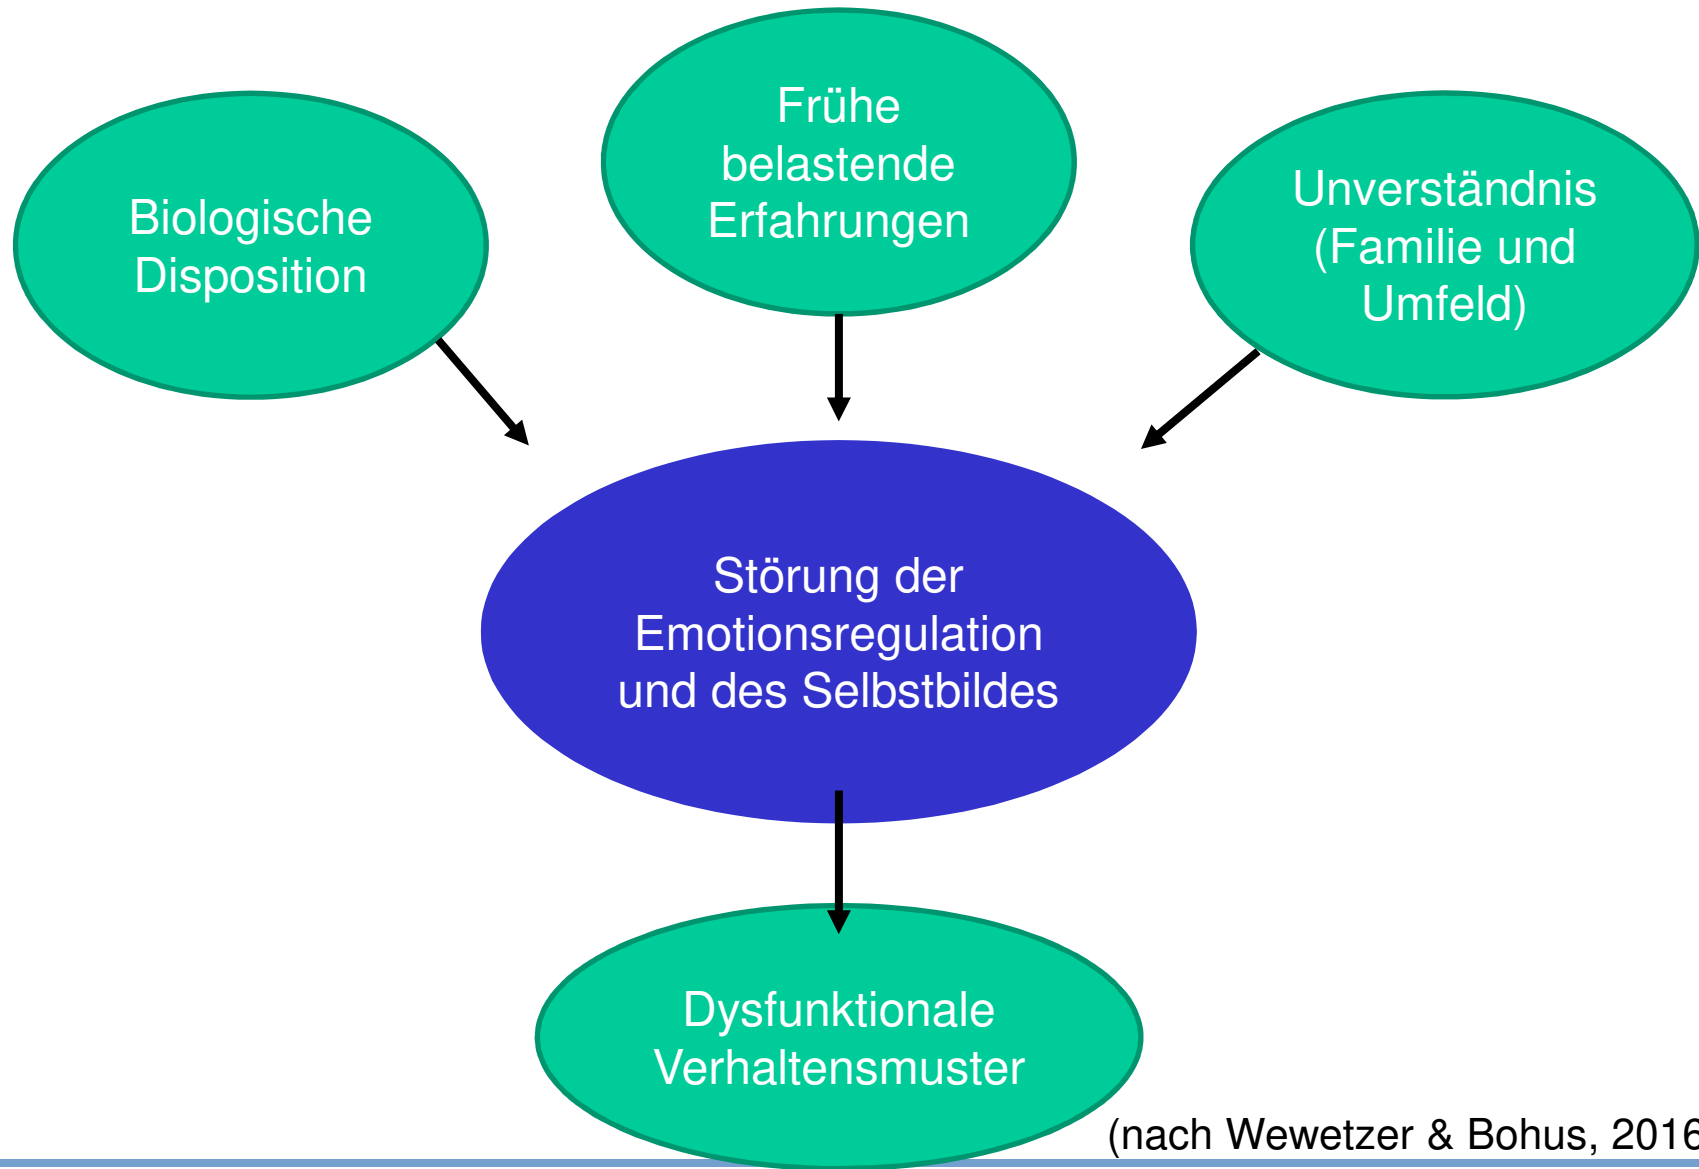 Frühe
belastende
Erfahrungen
Biologische
Disposition
Unverständnis
(Familie und
Umfeld)
Störung der
Emotionsregulation
und des Selbstbildes
Dysfunktionale
Verhaltensmuster
(nach Wewetzer & Bohus, 2016